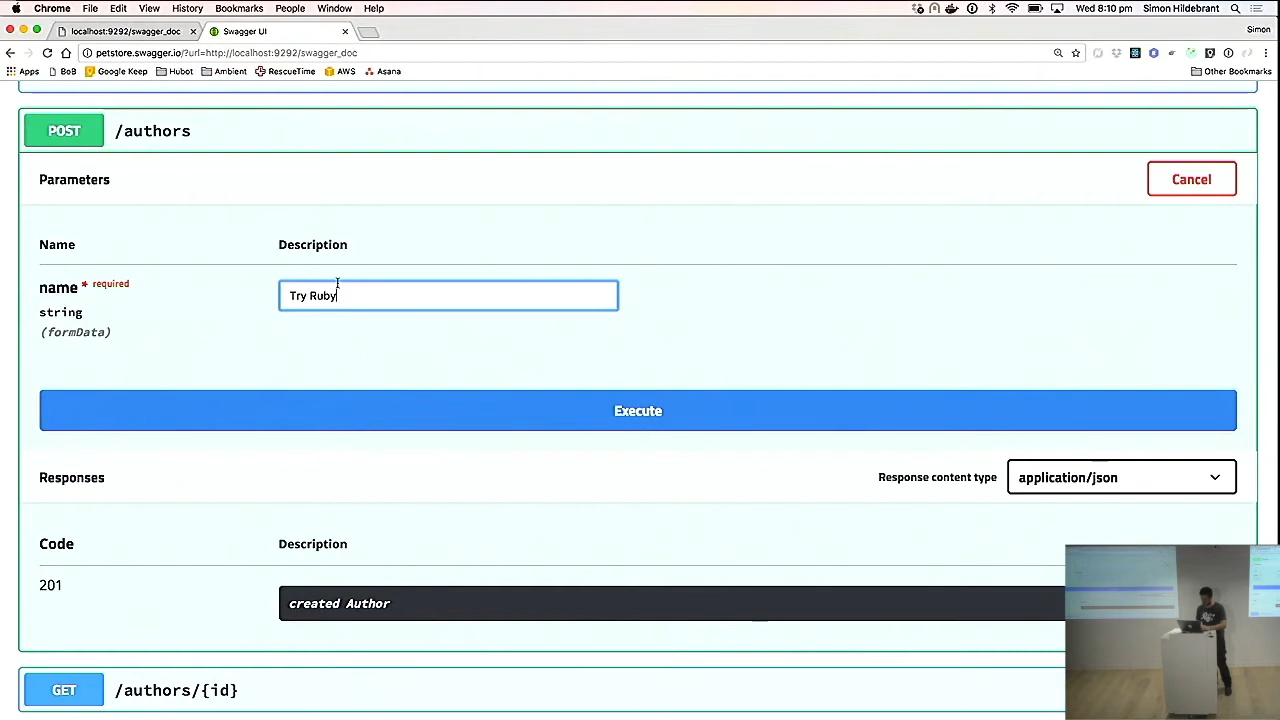 Chrome File Edit View History Bookmarks People Window Help Wed 8:10 pm Simon Hildebrant
localhost:9292/swagger_doc Swagger UI Simon
petstore.swagger.io/?url=http://localhost:9292/swagger_doc
Apps BoB Google Keep Hubot Ambient RescueTime AWS Asana Other Bookmarks
POST /authors
Parameters Cancel
Name Description
name * required
Try Ruby
string
(formData)
Execute
Responses Response content type application/json
Code Description
201
created Author
GET /authors/{id}